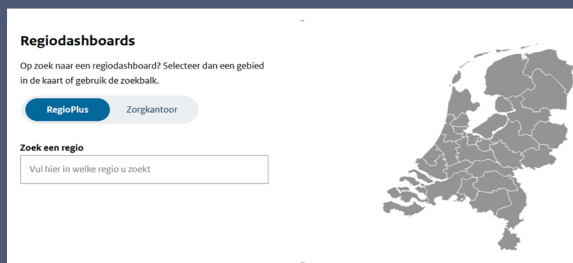 Regiodashboards
Op zoek naar een regiodashboard? Selecteer dan een gebied
in de kaart of gebruik de zoekbalk.
RegioPlus Zorgkantoor
Zoek een regio
Vul hier in welke regio u zoekt